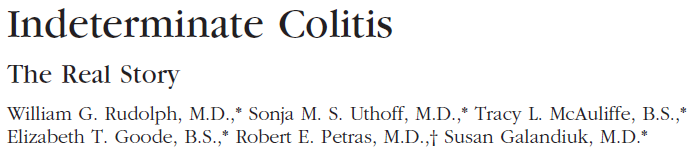 Indeterminate Colitis
The Real Story
William G. Rudolph, M.D.,* Sonja M. S. Uthoff, M.D.,* Tracy L. McAuliffe, B.S.,*
Elizabeth T. Goode, B.S.,* Robert E. Petras, M.D.,† Susan Galandiuk, M.D.*